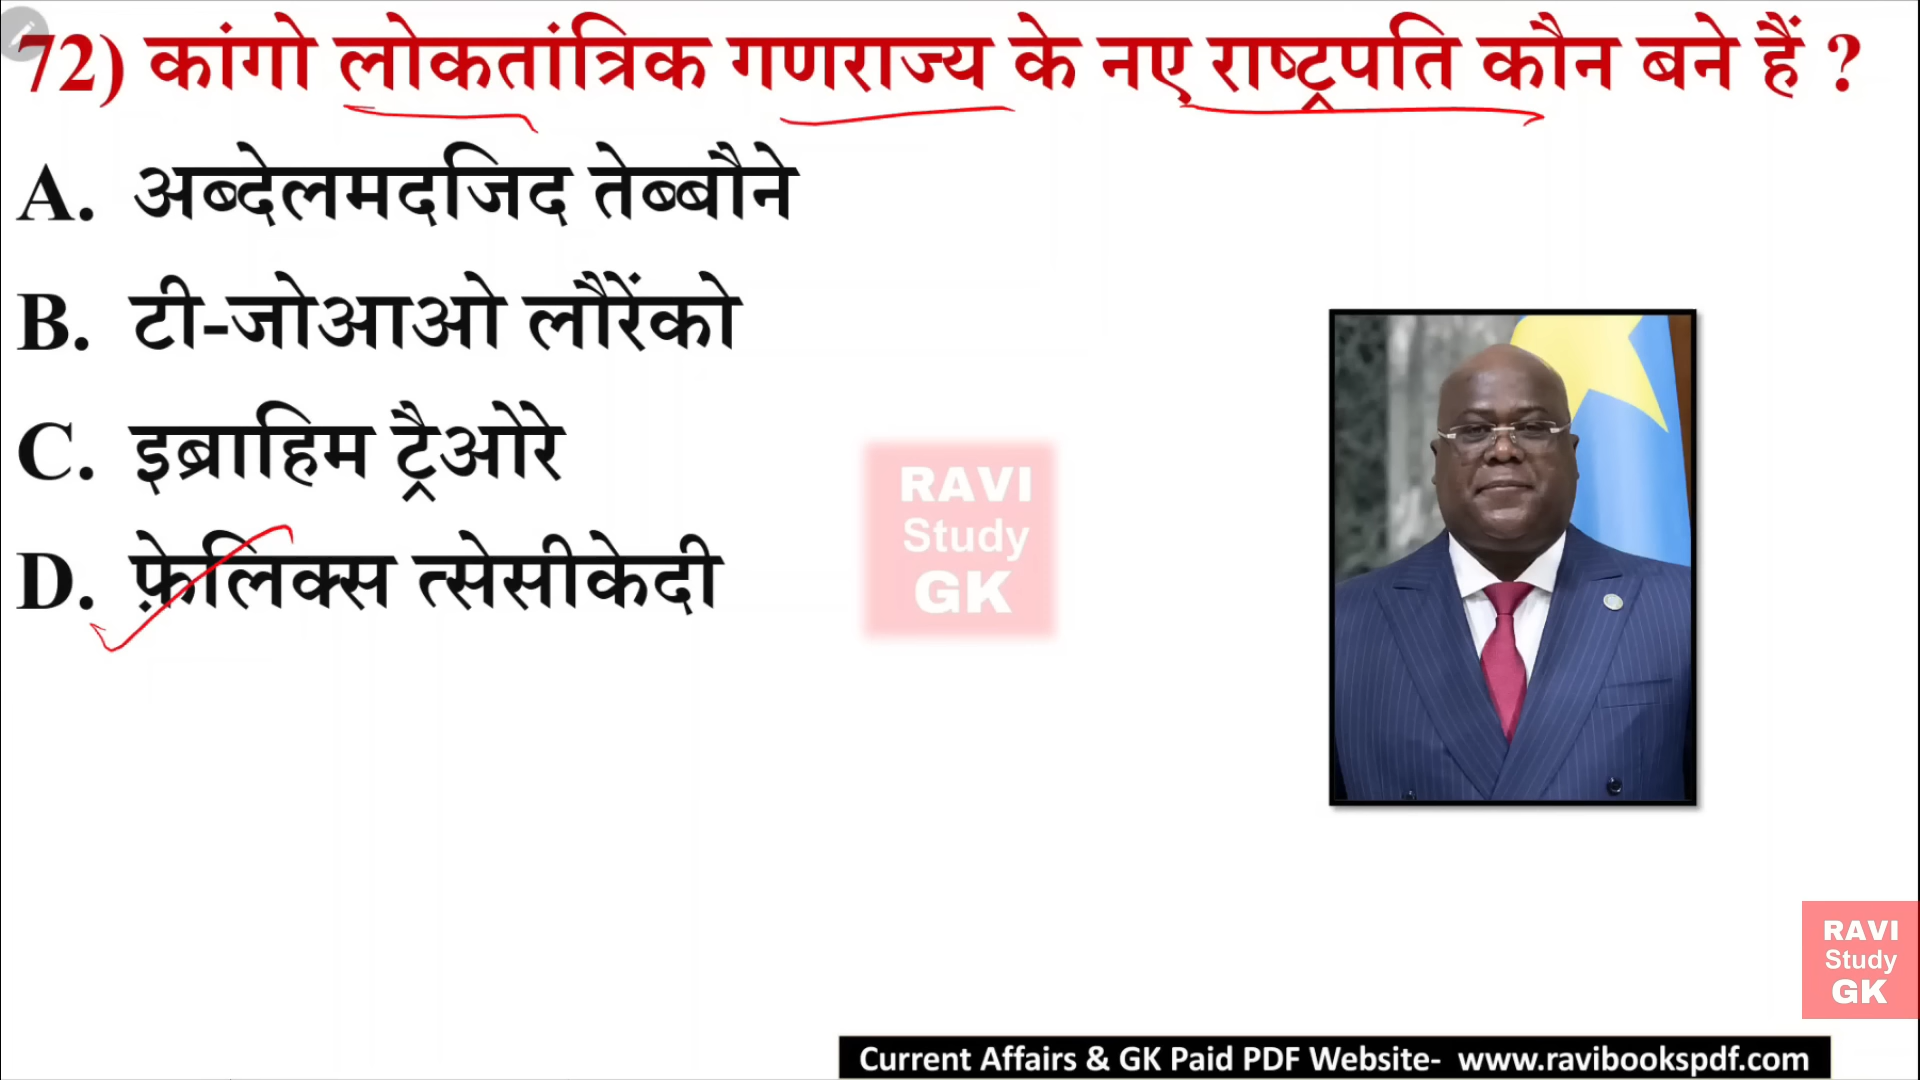 72) कांगो लोकतांत्रिक गणराज्य के नए राष्ट्रपति कौन बने हैं ?
A. अब्देलमदजिद तेब्बौने
B. टी-जोआओ लौरेंको
C. इब्राहिम ट्रैओरे
D. फ़ेलिक्स त्सेसीकेदी
RAVI
Study
GK
RAVI
Study
GK
Current Affairs & GK Paid PDF Website- www.ravibookspdf.com